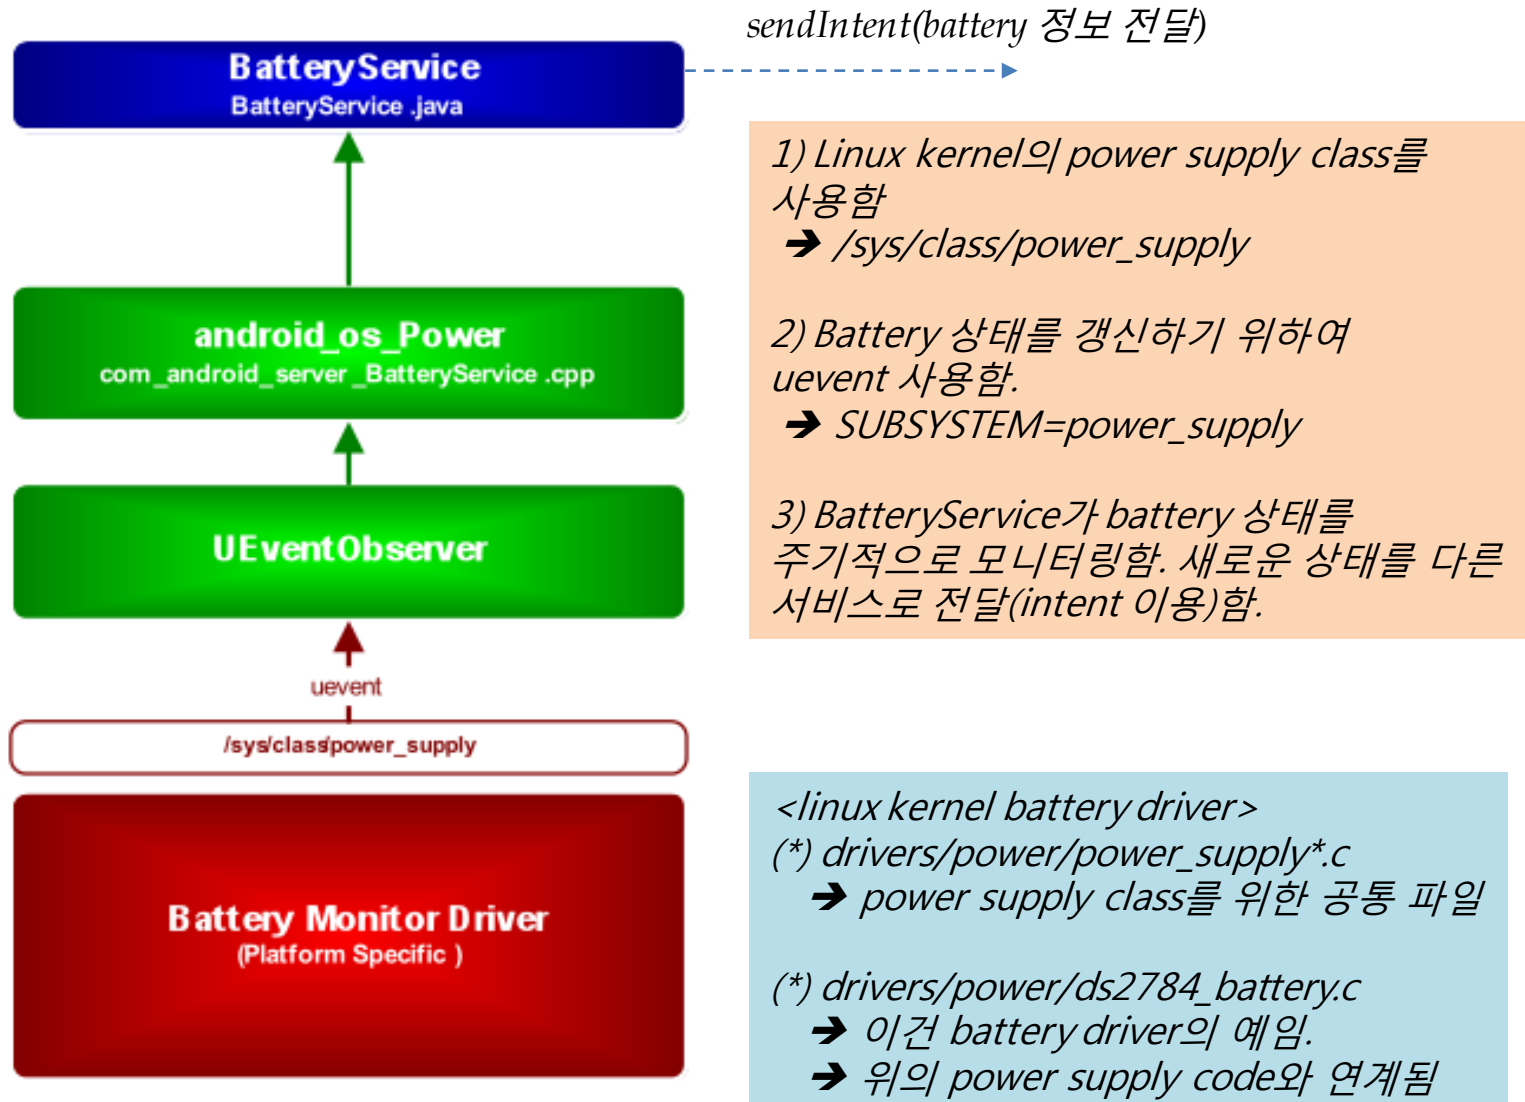 sendIntent(battery 정보 전달)
BatteryService
BatteryService .java
android_os_Power
com_android_server_BatteryService .cpp
UEventObserver
uevent
/sys/class/power_supply
Battery Monitor Driver
(Platform Specific )
1) Linux kernel의 power supply class를
사용함
➔ /sys/class/power_supply
2) Battery 상태를 갱신하기 위하여
uevent 사용함.
➔ SUBSYSTEM=power_supply
3) BatteryService가 battery 상태를
주기적으로 모니터링함. 새로운 상태를 다른
서비스로 전달(intent 이용)함.
<linux kernel battery driver>
(*) drivers/power/power_supply*.c
➔ power supply class를 위한 공통 파일
(*) drivers/power/ds2784_battery.c
➔ 이건 battery driver의 예임.
➔ 위의 power supply code와 연계됨